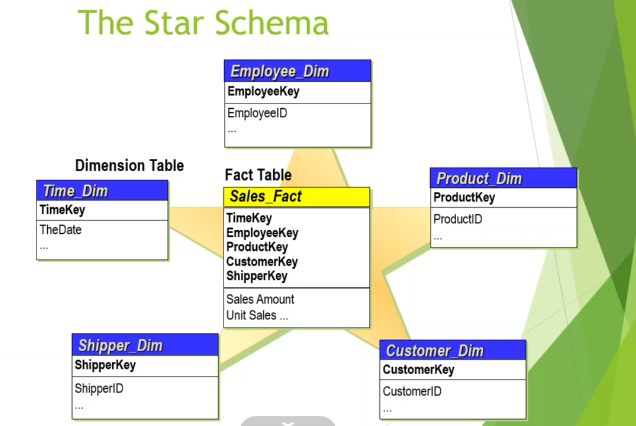 The Star Schema
Employee_Dim
EmployeeKey
EmployeeID
...
Dimension Table
Time_Dim
TimeKey
TheDate
...
Fact Table
Sales_Fact
TimeKey
EmployeeKey
ProductKey
CustomerKey
ShipperKey
Sales Amount
Unit Sales ...
Product_Dim
ProductKey
ProductID
...
Shipper_Dim
ShipperKey
ShipperID
...
Customer_Dim
CustomerKey
CustomerID
...